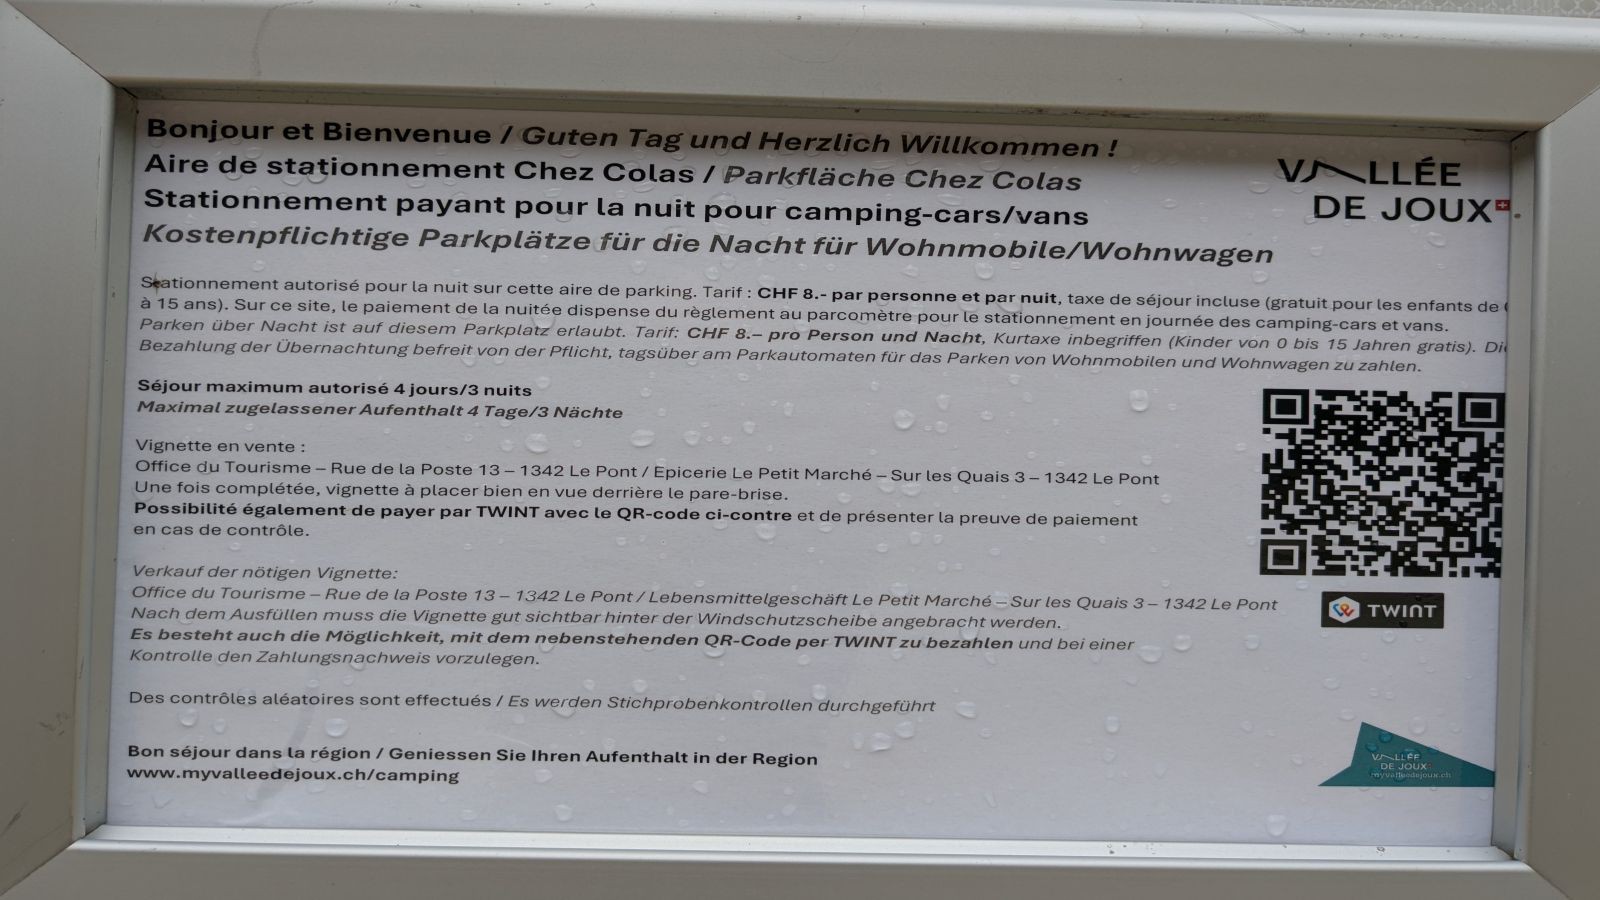 Bonjour et Bienvenue / Guten Tag und Herzlich Willkommen !
Aire de stationnement Chez Colas / Parkfläche Chez Colas
Stationnement payant pour la nuit pour camping-cars/vans
Kostenpflichtige Parkplätze für die Nacht für Wohnmobile/Wohnwagen
VALLÉE
DE JOUX
Stationnement autorisé pour la nuit sur cette aire de parking. Tarif : CHF 8.- par personne et par nuit, taxe de séjour incluse (gratuit pour les enfants de
à 15 ans). Sur ce site, le paiement de la nuitée dispense du règlement au parcomètre pour le stationnement en journée des camping-cars et vans.
Parken über Nacht ist auf diesem Parkplatz erlaubt. Tarif: CHF 8.– pro Person und Nacht, Kurtaxe inbegriffen (Kinder von 0 bis 15 Jahren gratis). Die
Bezahlung der Übernachtung befreit von der Pflicht, tagsüber am Parkautomaten für das Parken von Wohnmobilen und Wohnwagen zu zahlen.
Séjour maximum autorisé 4 jours/3 nuits
Maximal zugelassener Aufenthalt 4 Tage/3 Nächte
Vignette en vente :
Office du Tourisme – Rue de la Poste 13 – 1342 Le Pont / Epicerie Le Petit Marché – Sur les Quais 3 – 1342 Le Pont
Une fois complétée, vignette à placer bien en vue derrière le pare-brise.
Possibilité également de payer par TWINT avec le QR-code ci-contre et de présenter la preuve de paiement
en cas de contrôle.
Verkauf der nötigen Vignette:
Office du Tourisme – Rue de la Poste 13 – 1342 Le Pont / Lebensmittelgeschäft Le Petit Marché – Sur les Quais 3 – 1342 Le Pont
Nach dem Ausfüllen muss die Vignette gut sichtbar hinter der Windschutzscheibe angebracht werden.
Es besteht auch die Möglichkeit, mit dem nebenstehenden QR-Code per TWINT zu bezahlen und bei einer
Kontrolle den Zahlungsnachweis vorzulegen.
TWINT
Des contrôles aléatoires sont effectués / Es werden Stichprobenkontrollen durchgeführt
Bon séjour dans la région / Geniessen Sie Ihren Aufenthalt in der Region
www.myvalleedejoux.ch/camping
VALLÉE
DE JOUX
myvalleedejoux.ch